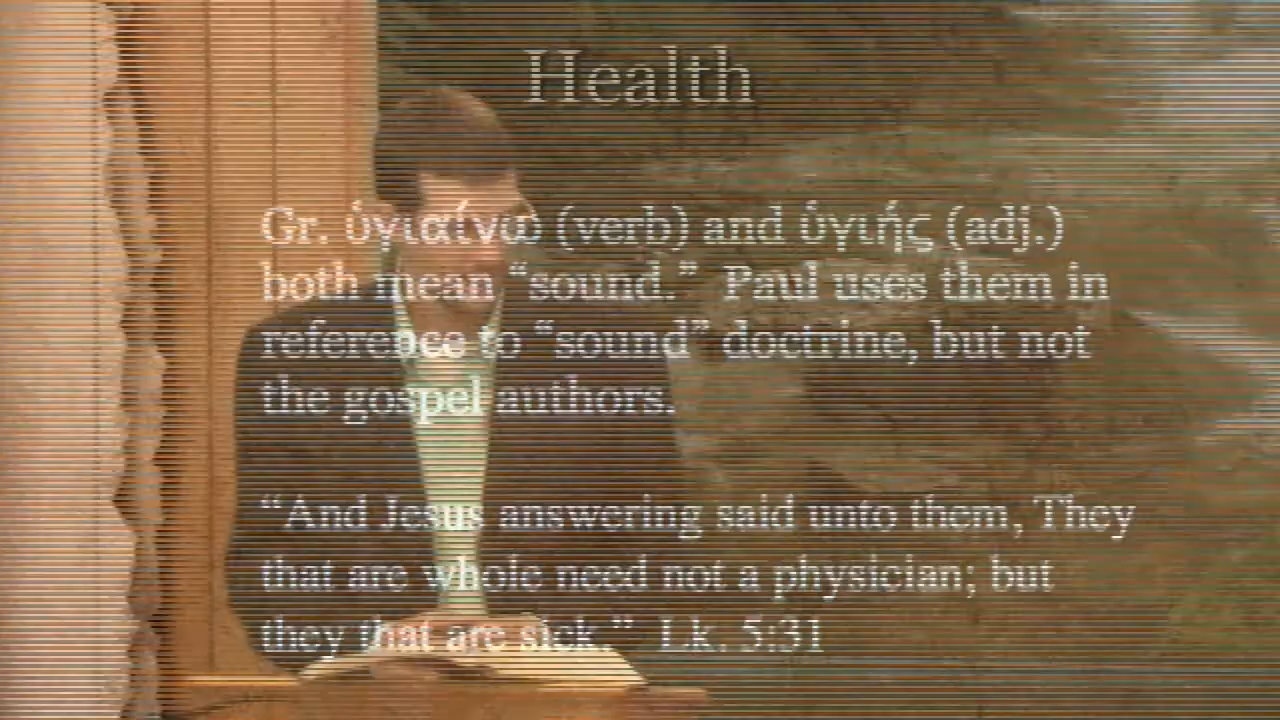 Health
Gr. ὑγιαίνω (verb) and ὑγιής (adj.)
both mean “sound.” Paul uses them in
reference to “sound” doctrine, but not
the gospel authors.
“And Jesus answering said unto them, They
that are whole need not a physician; but
they that are sick.” Lk. 5:31